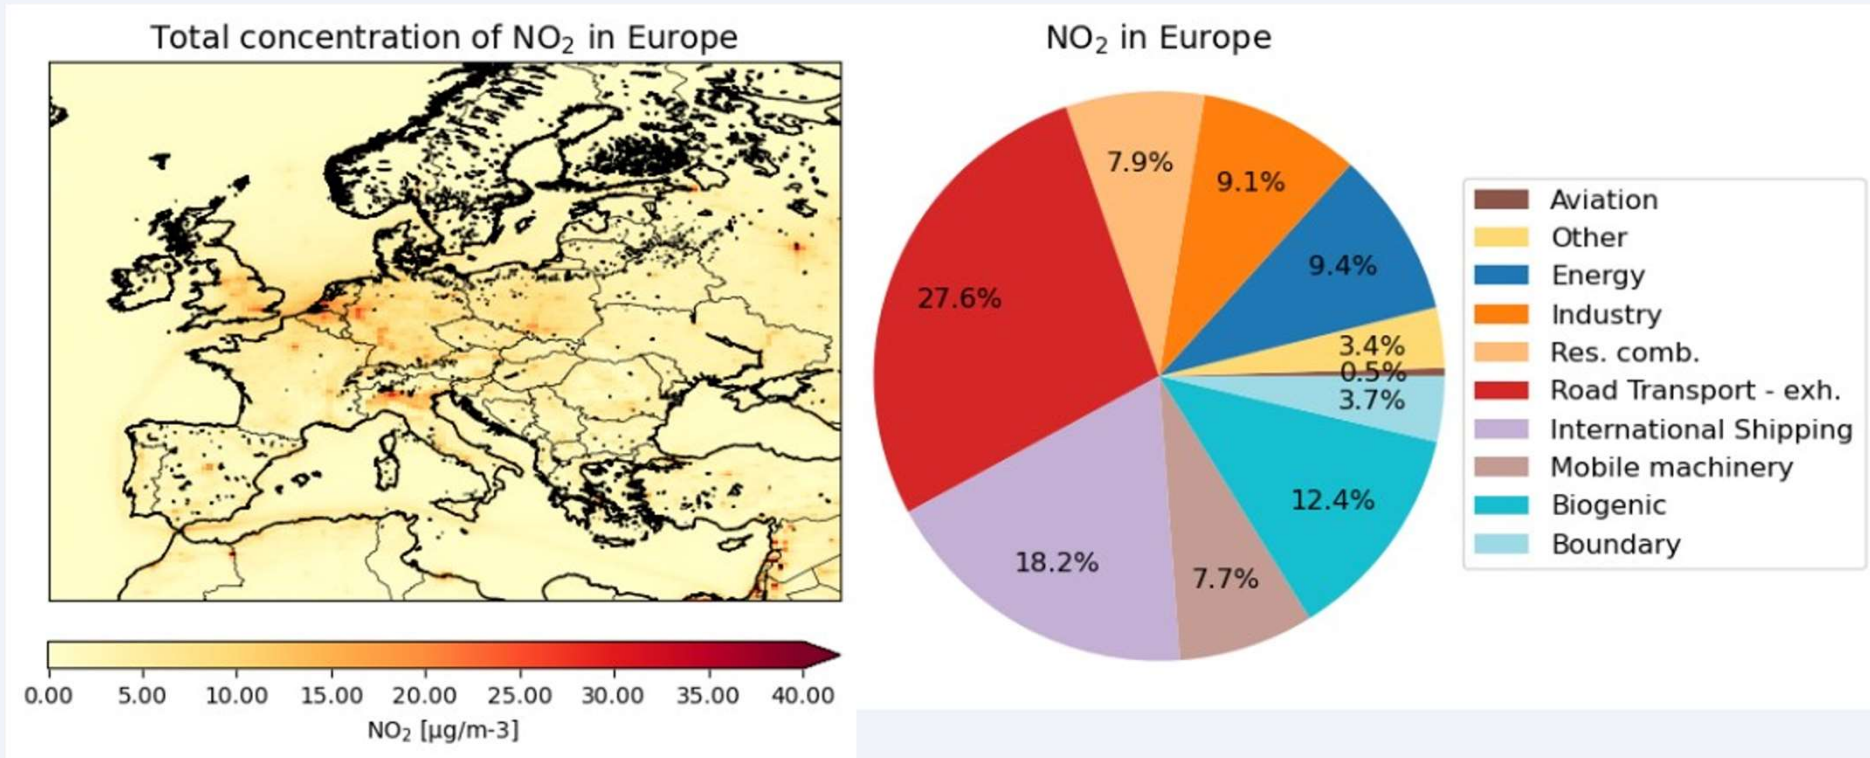 Total concentration of NO₂ in Europe
0.00 5.00 10.00 15.00 20.00 25.00 30.00 35.00 40.00
NO₂ [µg/m-3]
NO₂ in Europe
7.9%
9.1%
9.4%
27.6%
3.4%
0.5%
3.7%
12.4%
18.2%
7.7%
Aviation
Other
Energy
Industry
Res. comb.
Road Transport - exh.
International Shipping
Mobile machinery
Biogenic
Boundary